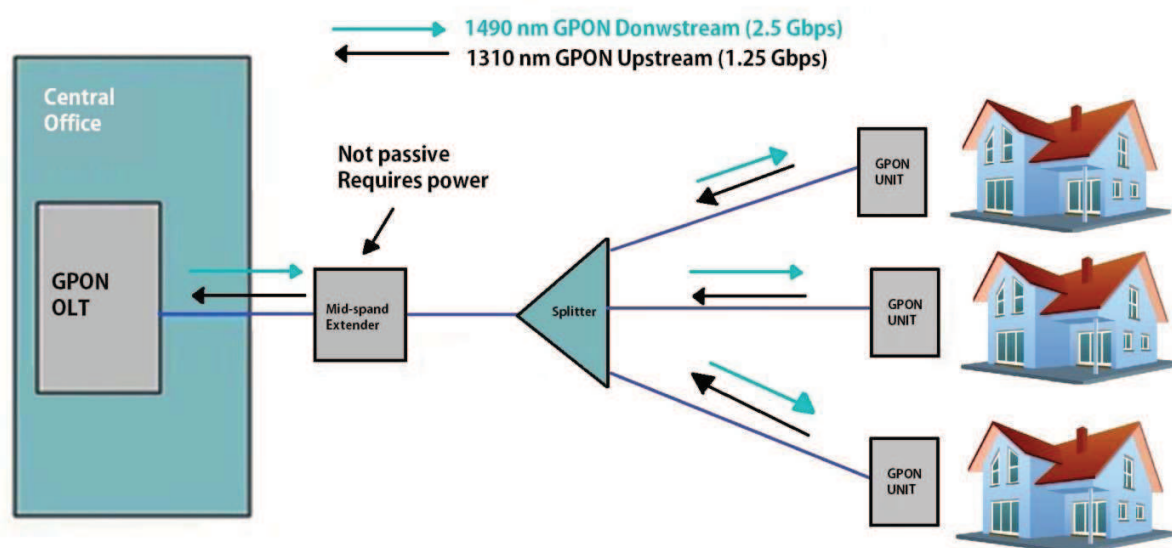 1490 nm GPON Donwstream (2.5 Gbps)
1310 nm GPON Upstream (1.25 Gbps)
Central
Office
Not passive
Requires power
GPON
OLT
Mid-spand
Extender
Splitter
GPON
UNIT
GPON
UNIT
GPON
UNIT